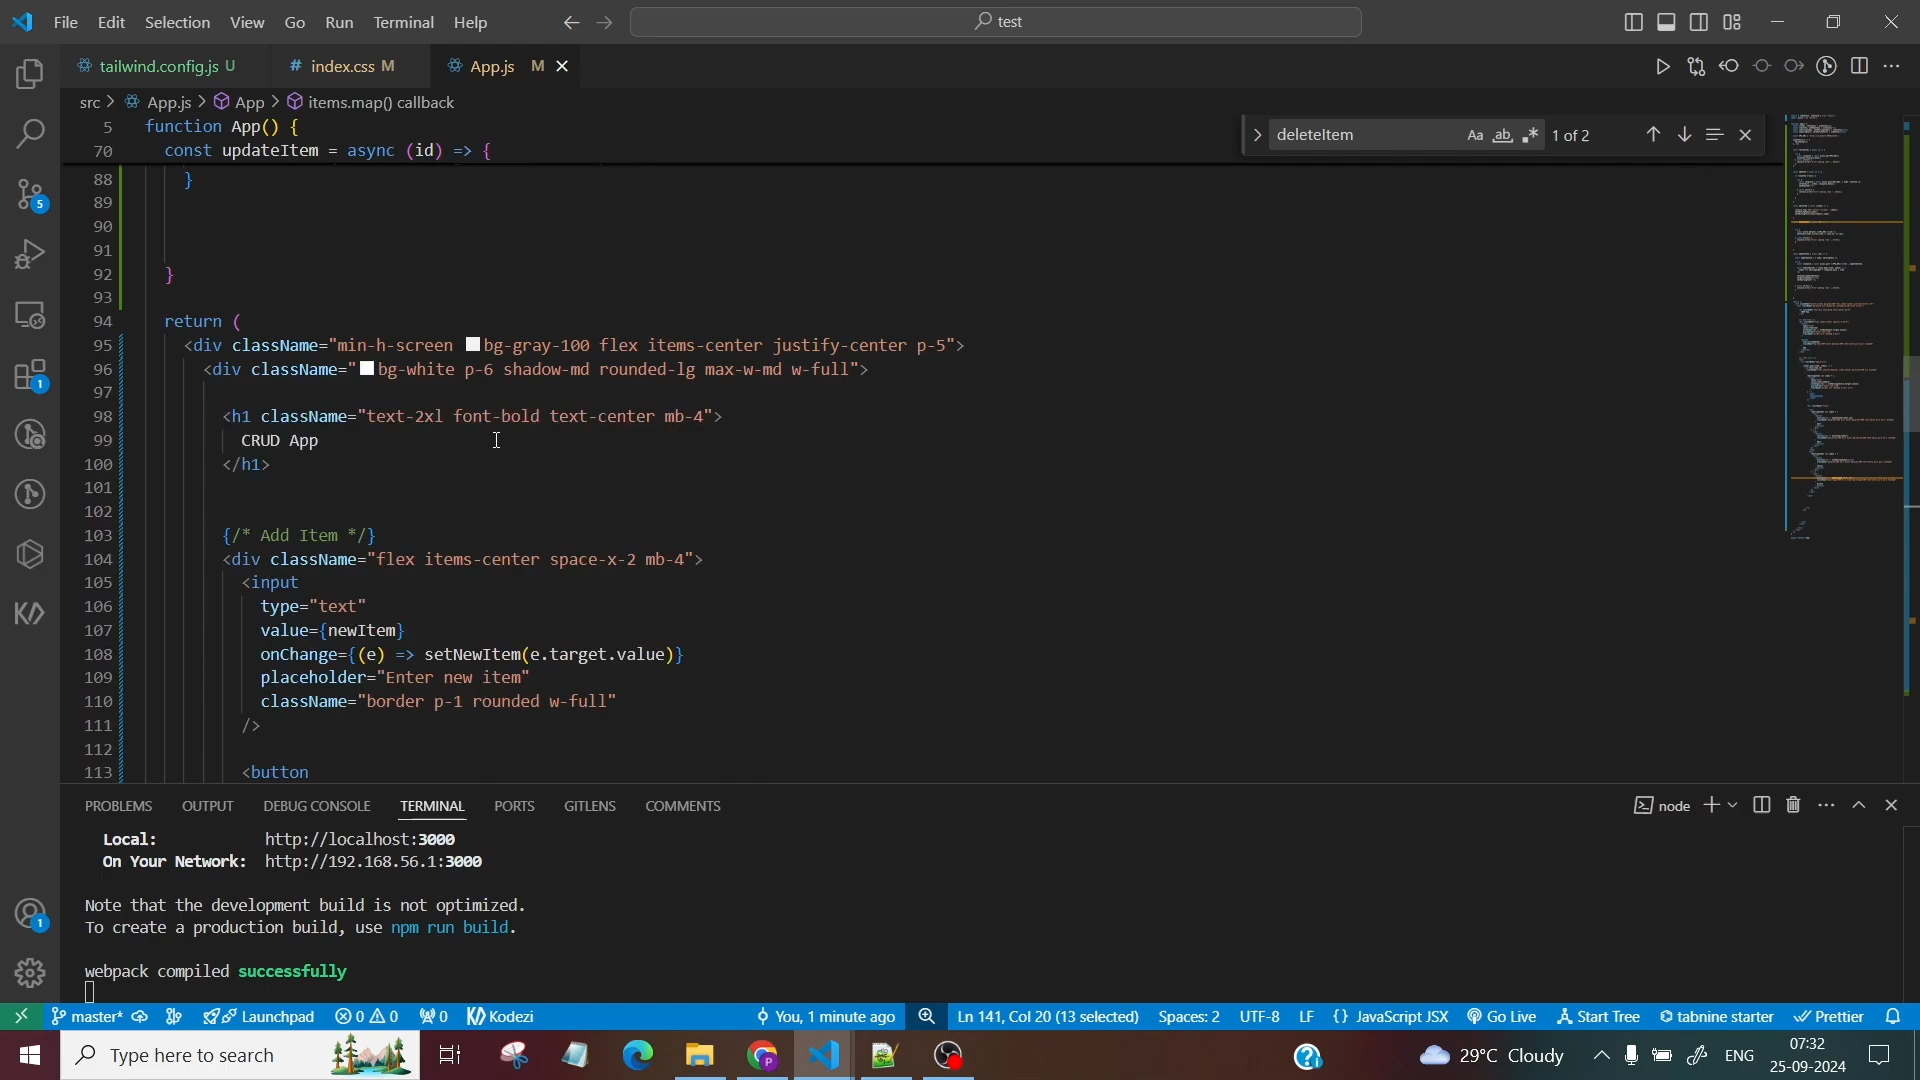 File Edit Selection View Go Run Terminal Help
test
tailwind.config.js U
# index.css M
App.js M
src > App.js > App > items.map() callback
deleteItem Aa ab 1 of 2
5 function App() {
70 const updateItem = async (id) => {
88 }
89
90
91
92 }
93
94 return (
95 <div className="min-h-screen bg-gray-100 flex items-center justify-center p-5">
96 <div className="bg-white p-6 shadow-md rounded-lg max-w-md w-full">
97
98 <h1 className="text-2xl font-bold text-center mb-4">
99 CRUD App
100 </h1>
101
102
103 {/* Add Item */}
104 <div className="flex items-center space-x-2 mb-4">
105 <input
106 type="text"
107 value={newItem}
108 onChange={(e) => setNewItem(e.target.value)}
109 placeholder="Enter new item"
110 className="border p-1 rounded w-full"
111 />
112
113 <button
PROBLEMS OUTPUT DEBUG CONSOLE TERMINAL PORTS GITLENS COMMENTS
node
Local: http://localhost:3000
On Your Network: http://192.168.56.1:3000
Note that the development build is not optimized.
To create a production build, use npm run build.
webpack compiled successfully
master* Launchpad 0 0 0 Kodezi You, 1 minute ago Ln 141, Col 20 (13 selected) Spaces: 2 UTF-8 LF {} JavaScript JSX Go Live Start Tree tabnine starter Prettier
5
1
1
Type here to search
29°C Cloudy
ENG
07:32
25-09-2024